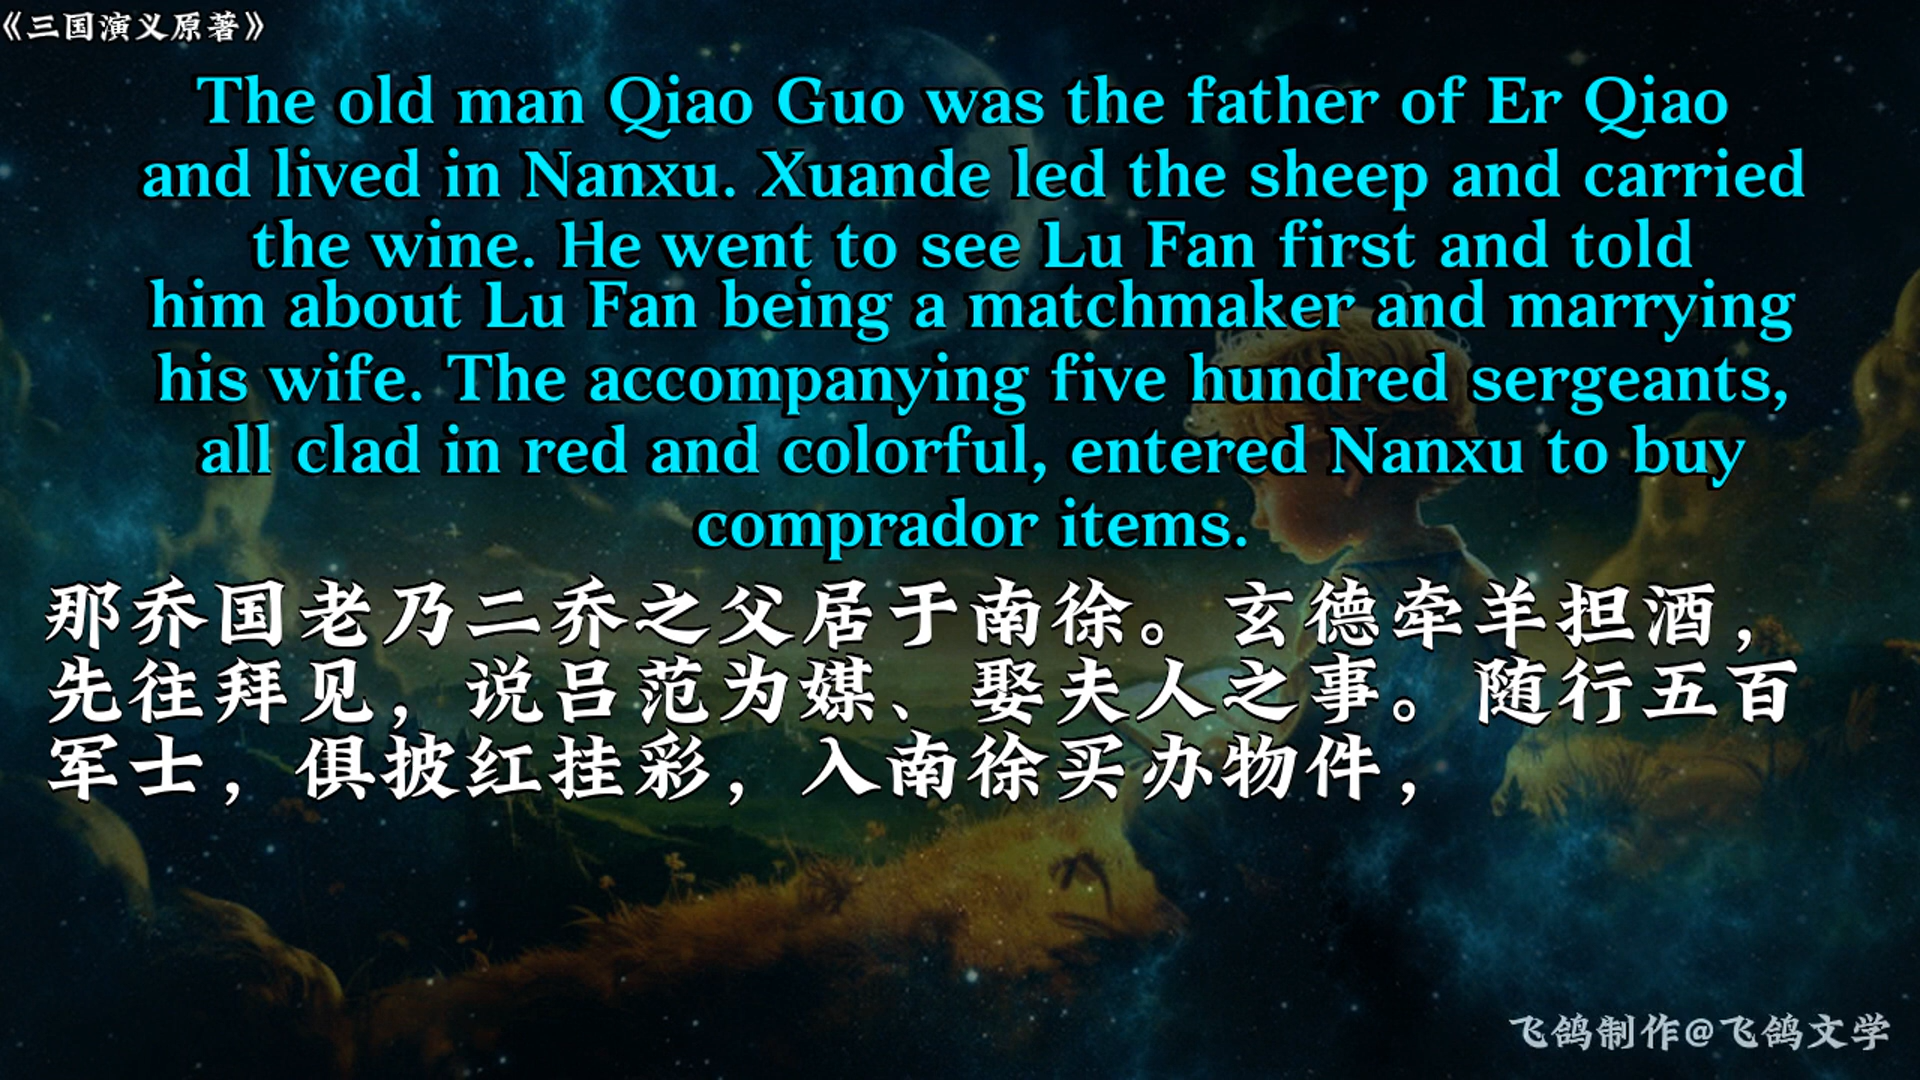 《三国演义原著》
The old man Qiao Guo was the father of Er Qiao
and lived in Nanxu. Xuande led the sheep and carried
the wine. He went to see Lu Fan first and told
him about Lu Fan being a matchmaker and marrying
his wife. The accompanying five hundred sergeants,
all clad in red and colorful, entered Nanxu to buy
comprador items.
那乔国老乃二乔之父居于南徐。玄德牵羊担酒，
先往拜见，说吕范为媒、娶夫人之事。随行五百
军士，俱披红挂彩，入南徐买办物件，
飞鸽制作@飞鸽文学